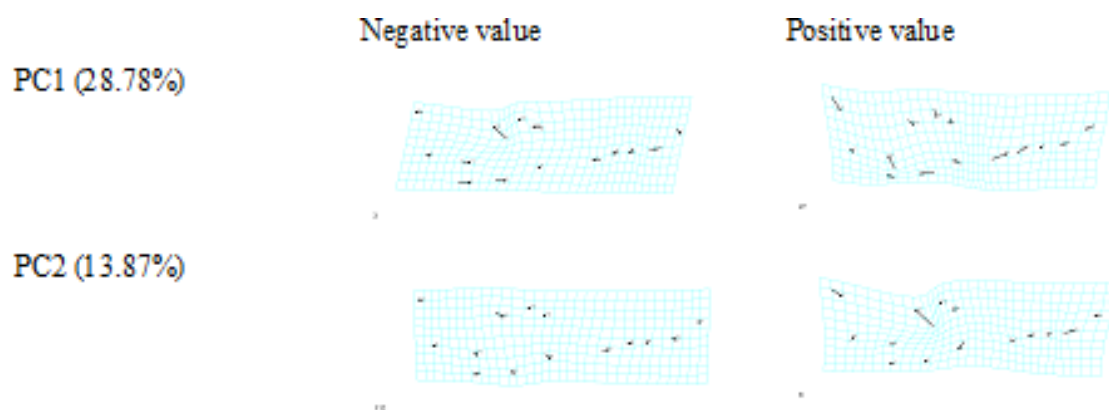 Negative value Positive value
PC1 (28.78%)
PC2 (13.87%)